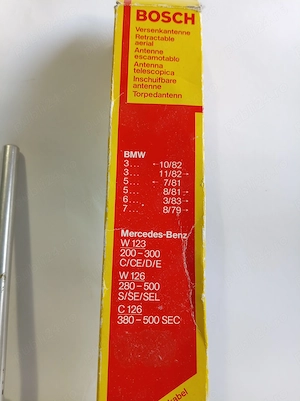 BOSCH
Versenkantenne
Retractable
aerial
Antenne
escamotable
Antenna
telescopica
Inschuifbare
antenne
Torpedantenn
BMW
3... ←10/82
3... 11/82→
5... ←7/81
5... 8/81→
6... 3/83→
7... 8/79→
Mercedes-Benz
W 123
200–300
C/CE/D/E
W 126
280–500
S/SE/SEL
C 126
380–500 SEC
kabel